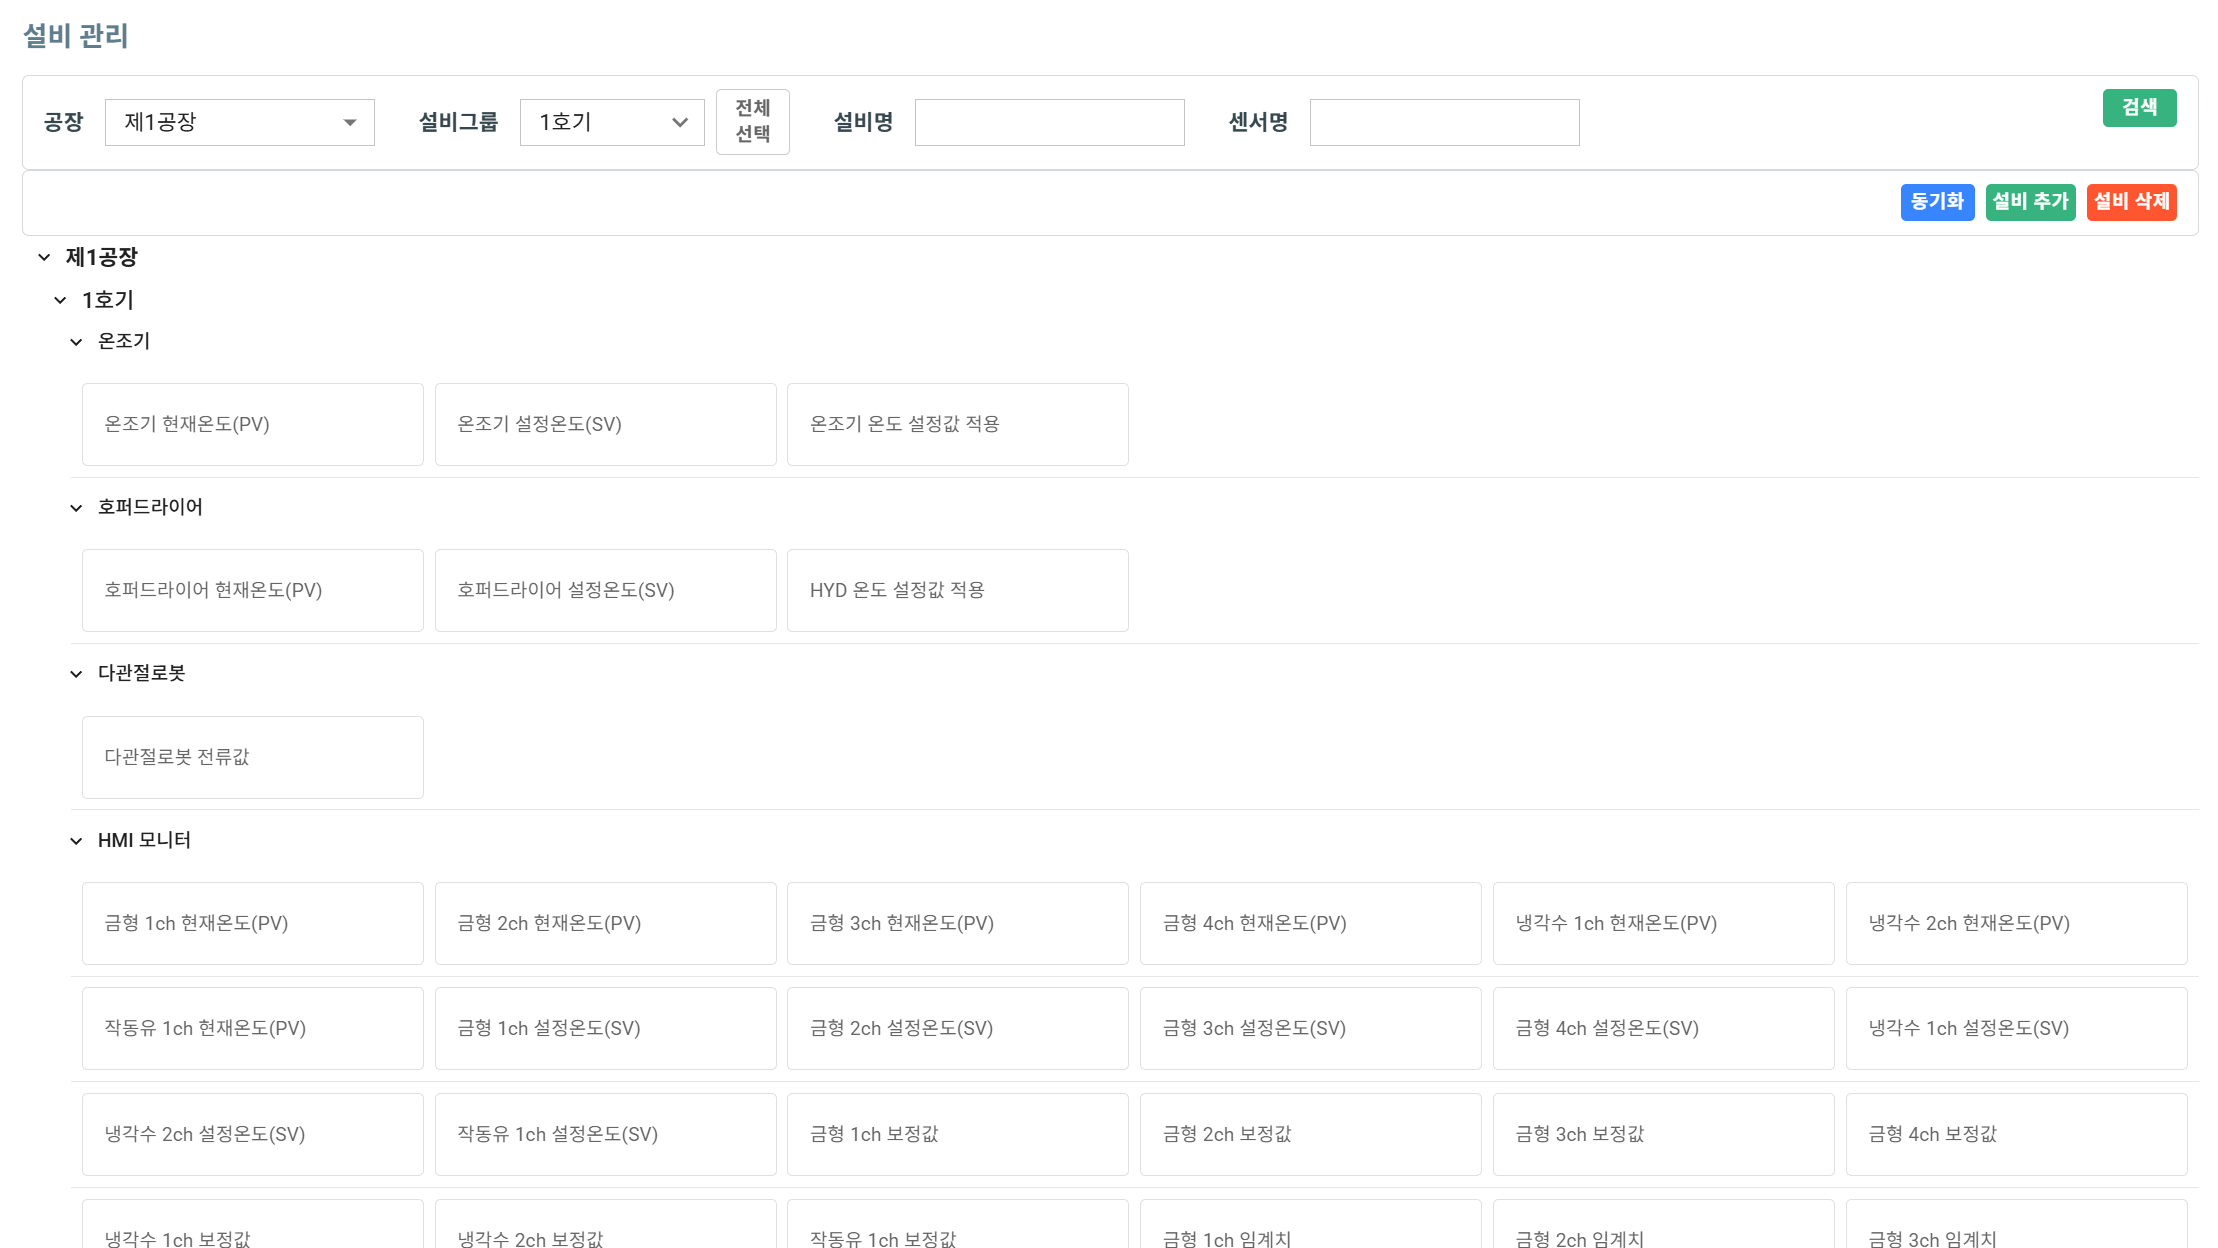 설비 관리
공장 제1공장 설비그룹 1호기 전체 선택 설비명 센서명 검색
동기화 설비 추가 설비 삭제
제1공장
1호기
온조기
온조기 현재온도(PV) 온조기 설정온도(SV) 온조기 온도 설정값 적용
호퍼드라이어
호퍼드라이어 현재온도(PV) 호퍼드라이어 설정온도(SV) HYD 온도 설정값 적용
다관절로봇
다관절로봇 전류값
HMI 모니터
금형 1ch 현재온도(PV) 금형 2ch 현재온도(PV) 금형 3ch 현재온도(PV) 금형 4ch 현재온도(PV) 냉각수 1ch 현재온도(PV) 냉각수 2ch 현재온도(PV)
작동유 1ch 현재온도(PV) 금형 1ch 설정온도(SV) 금형 2ch 설정온도(SV) 금형 3ch 설정온도(SV) 금형 4ch 설정온도(SV) 냉각수 1ch 설정온도(SV)
냉각수 2ch 설정온도(SV) 작동유 1ch 설정온도(SV) 금형 1ch 보정값 금형 2ch 보정값 금형 3ch 보정값 금형 4ch 보정값
냉각수 1ch 보정값 냉각수 2ch 보정값 작동유 1ch 보정값 금형 1ch 임계치 금형 2ch 임계치 금형 3ch 임계치